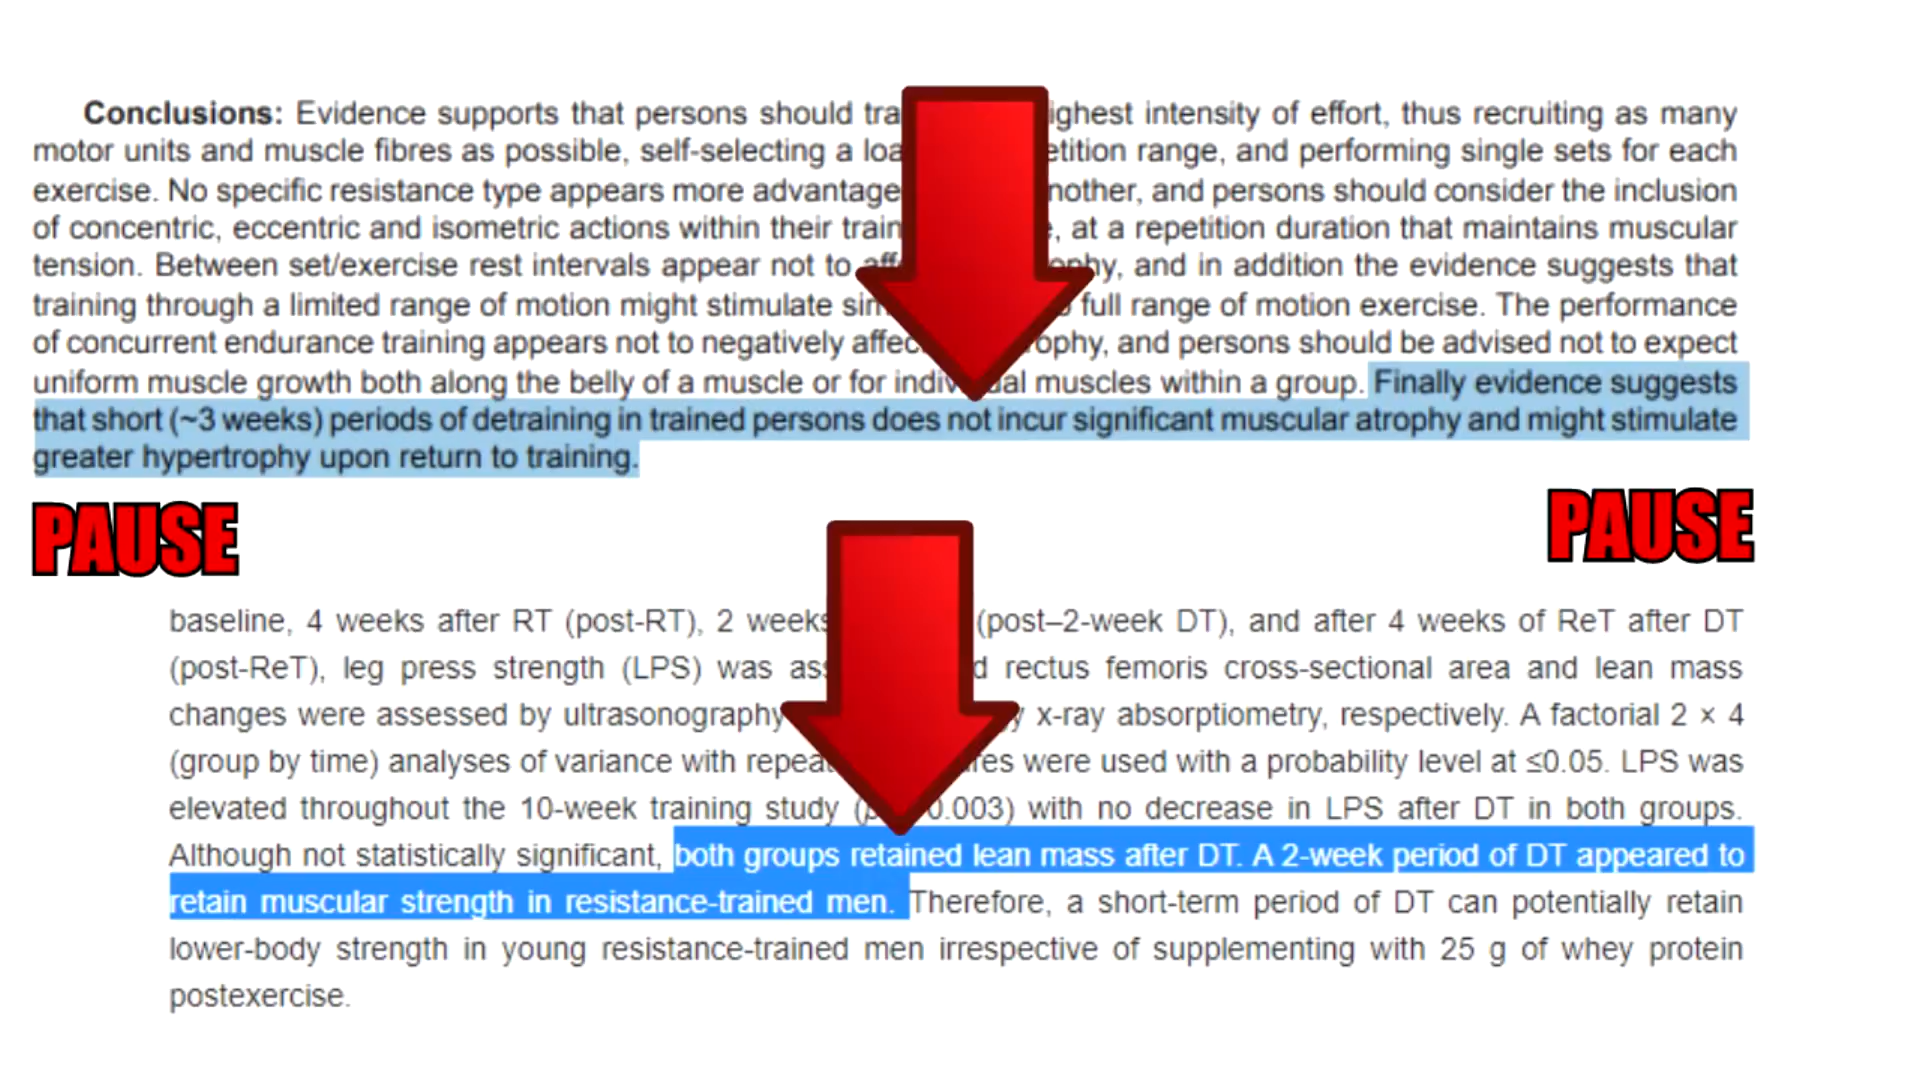 Conclusions: Evidence supports that persons should tra ighest intensity of effort, thus recruiting as many
motor units and muscle fibres as possible, self-selecting a loa etition range, and performing single sets for each
exercise. No specific resistance type appears more advantage nother, and persons should consider the inclusion
of concentric, eccentric and isometric actions within their train , at a repetition duration that maintains muscular
tension. Between set/exercise rest intervals appear not to aff ophy, and in addition the evidence suggests that
training through a limited range of motion might stimulate sim full range of motion exercise. The performance
of concurrent endurance training appears not to negatively affec ophy, and persons should be advised not to expect
uniform muscle growth both along the belly of a muscle or for individual muscles within a group. Finally evidence suggests
that short (~3 weeks) periods of detraining in trained persons does not incur significant muscular atrophy and might stimulate
greater hypertrophy upon return to training.
PAUSE PAUSE
baseline, 4 weeks after RT (post-RT), 2 weeks (post–2-week DT), and after 4 weeks of ReT after DT
(post-ReT), leg press strength (LPS) was ass d rectus femoris cross-sectional area and lean mass
changes were assessed by ultrasonography y x-ray absorptiometry, respectively. A factorial 2 × 4
(group by time) analyses of variance with repea res were used with a probability level at ≤0.05. LPS was
elevated throughout the 10-week training study (p 0.003) with no decrease in LPS after DT in both groups.
Although not statistically significant, both groups retained lean mass after DT. A 2-week period of DT appeared to
retain muscular strength in resistance-trained men. Therefore, a short-term period of DT can potentially retain
lower-body strength in young resistance-trained men irrespective of supplementing with 25 g of whey protein
postexercise.